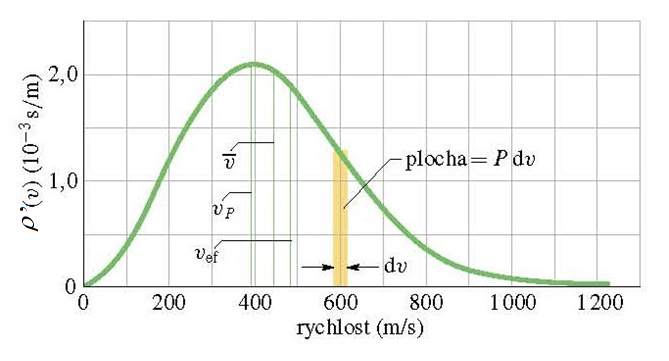 ρ’(v) (10⁻³ s/m)
2,0
1,0
0
v̅
v_P
v_ef
plocha = P dv
dv
0 200 400 600 800 1 000 1 200
rychlost (m/s)